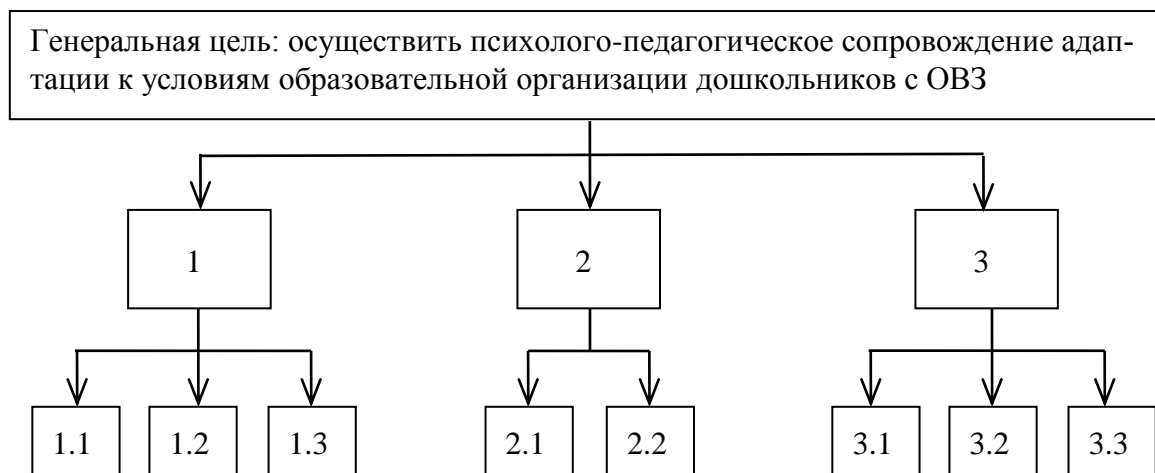 Генеральная цель: осуществить психолого-педагогическое сопровождение адап-
тации к условиям образовательной организации дошкольников с ОВЗ
1 2 3
1.1 1.2 1.3 2.1 2.2 3.1 3.2 3.3